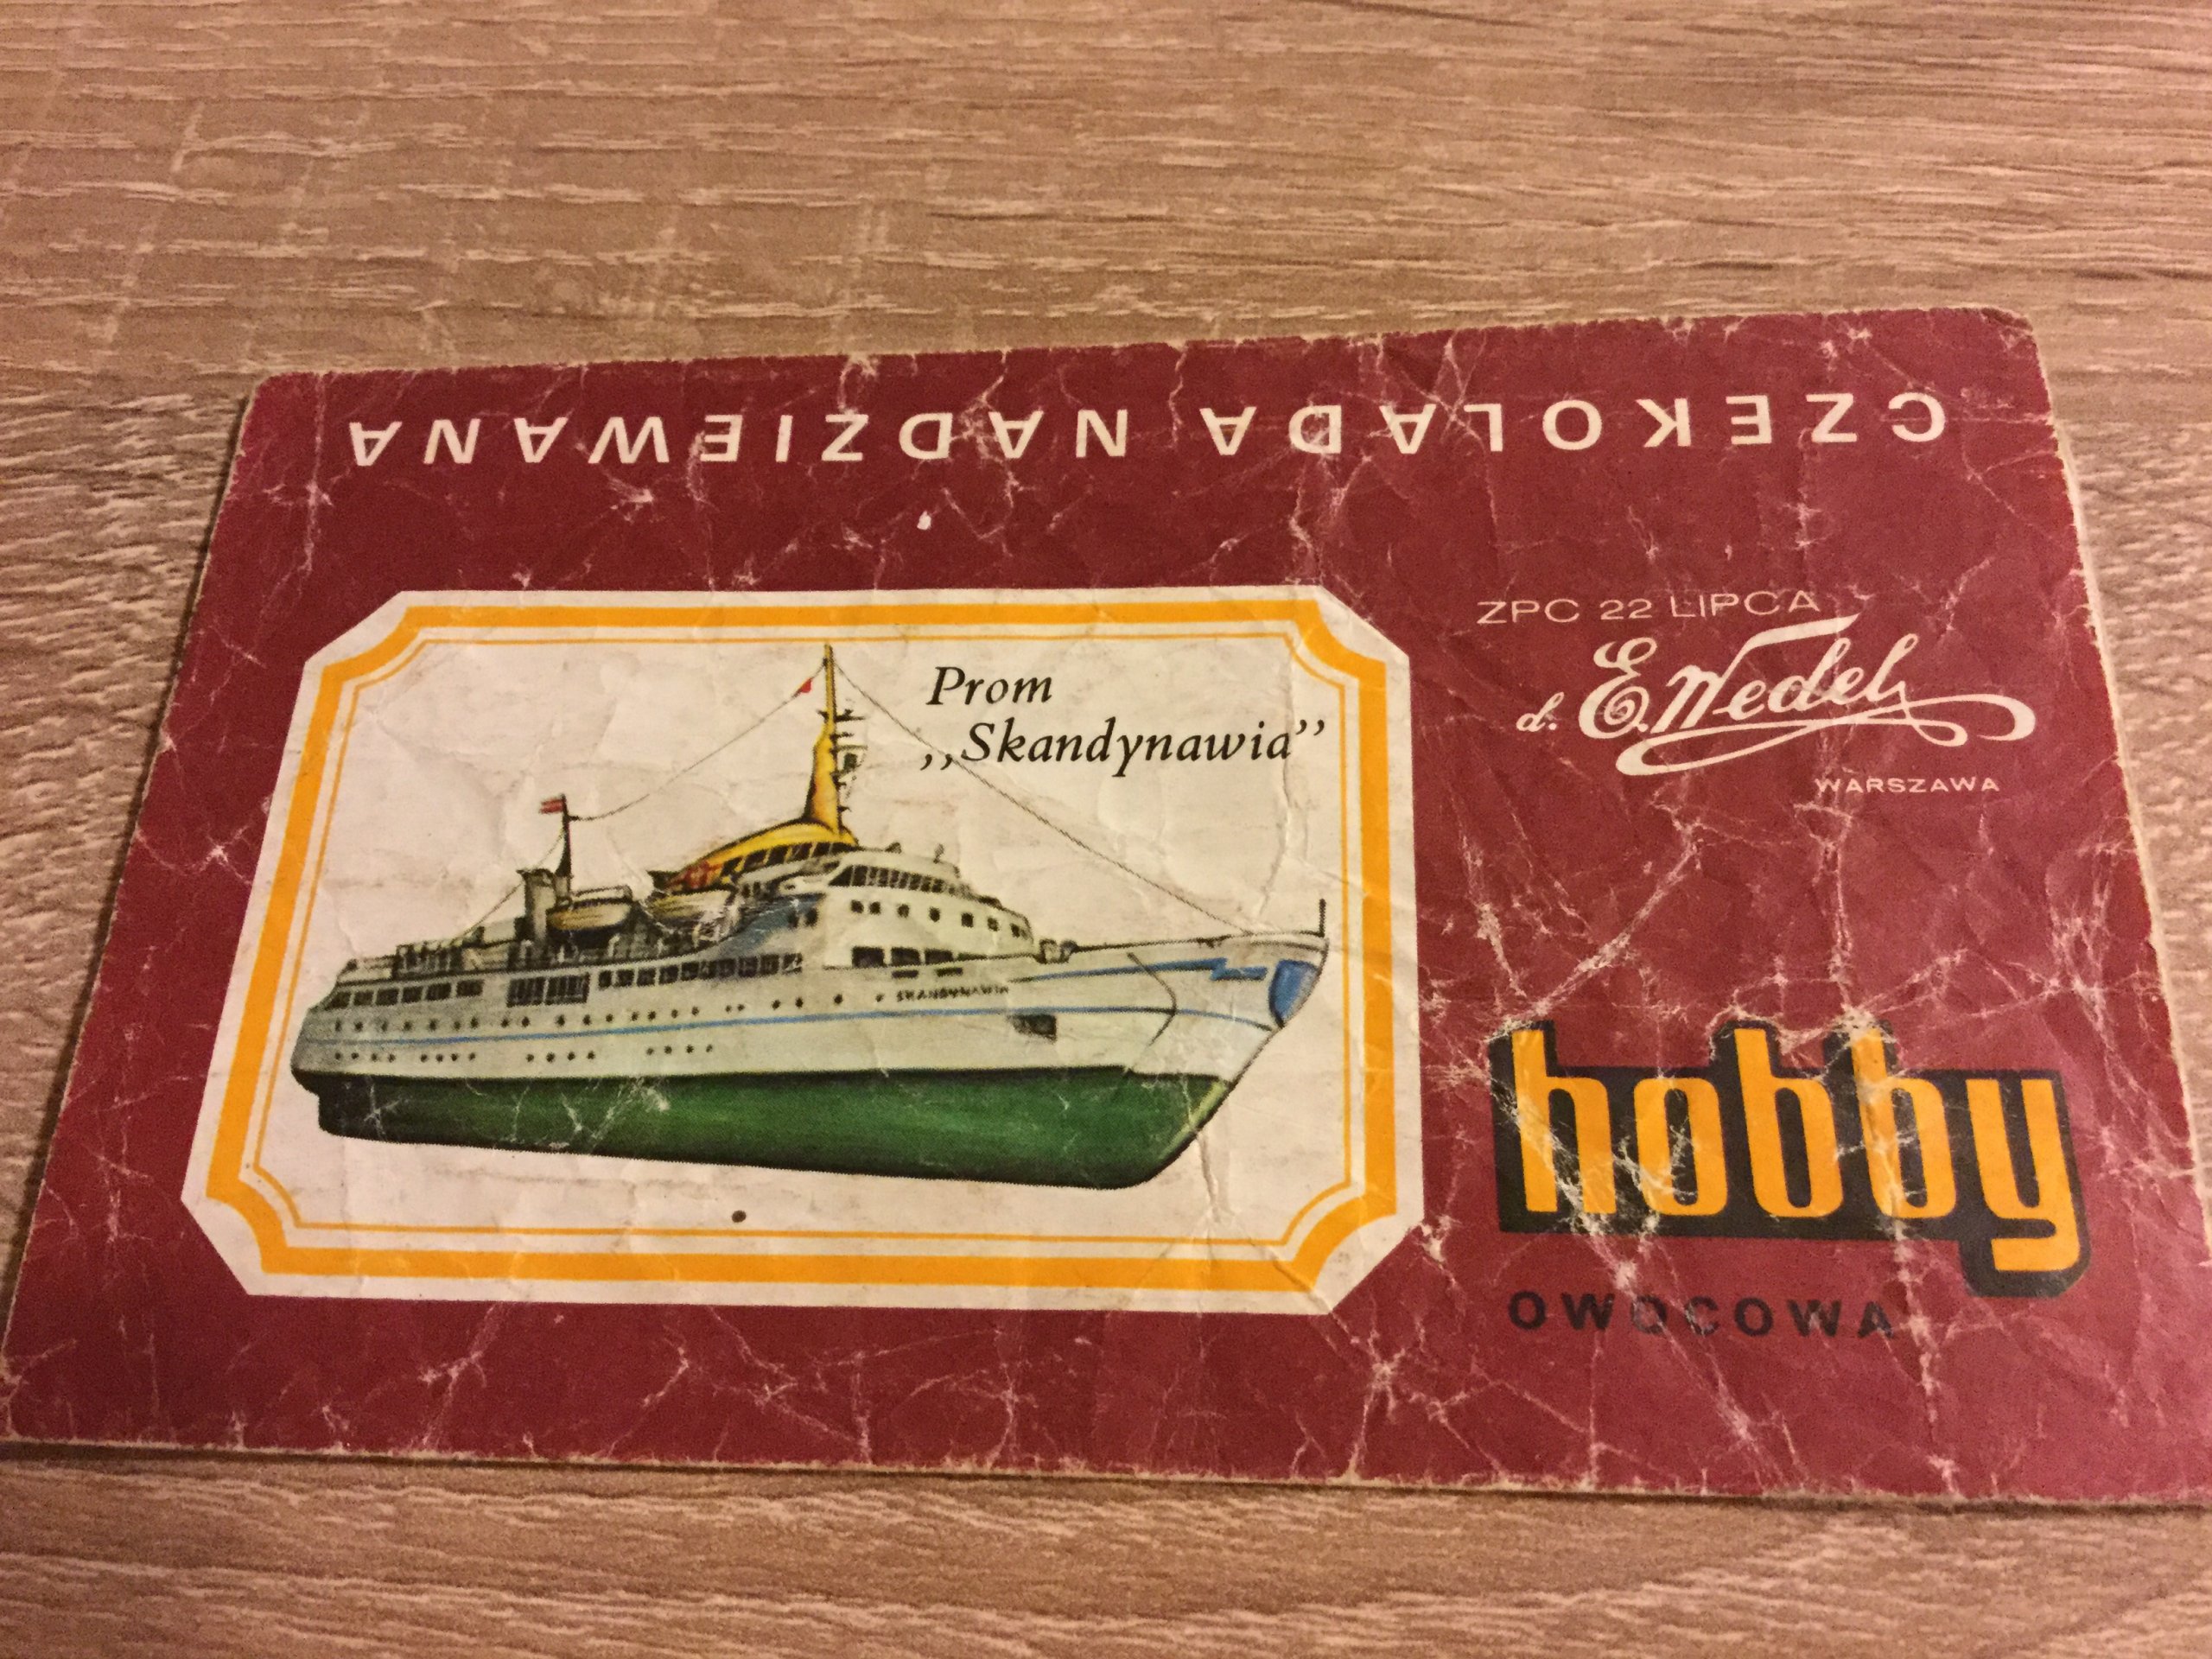 CZEKOLADA NADZIEWANA
Prom
„Skandynawia”
SKANDYNAWIA
ZPC 22 LIPCA
d. E. Wedel
WARSZAWA
hobby
OWOCOWA